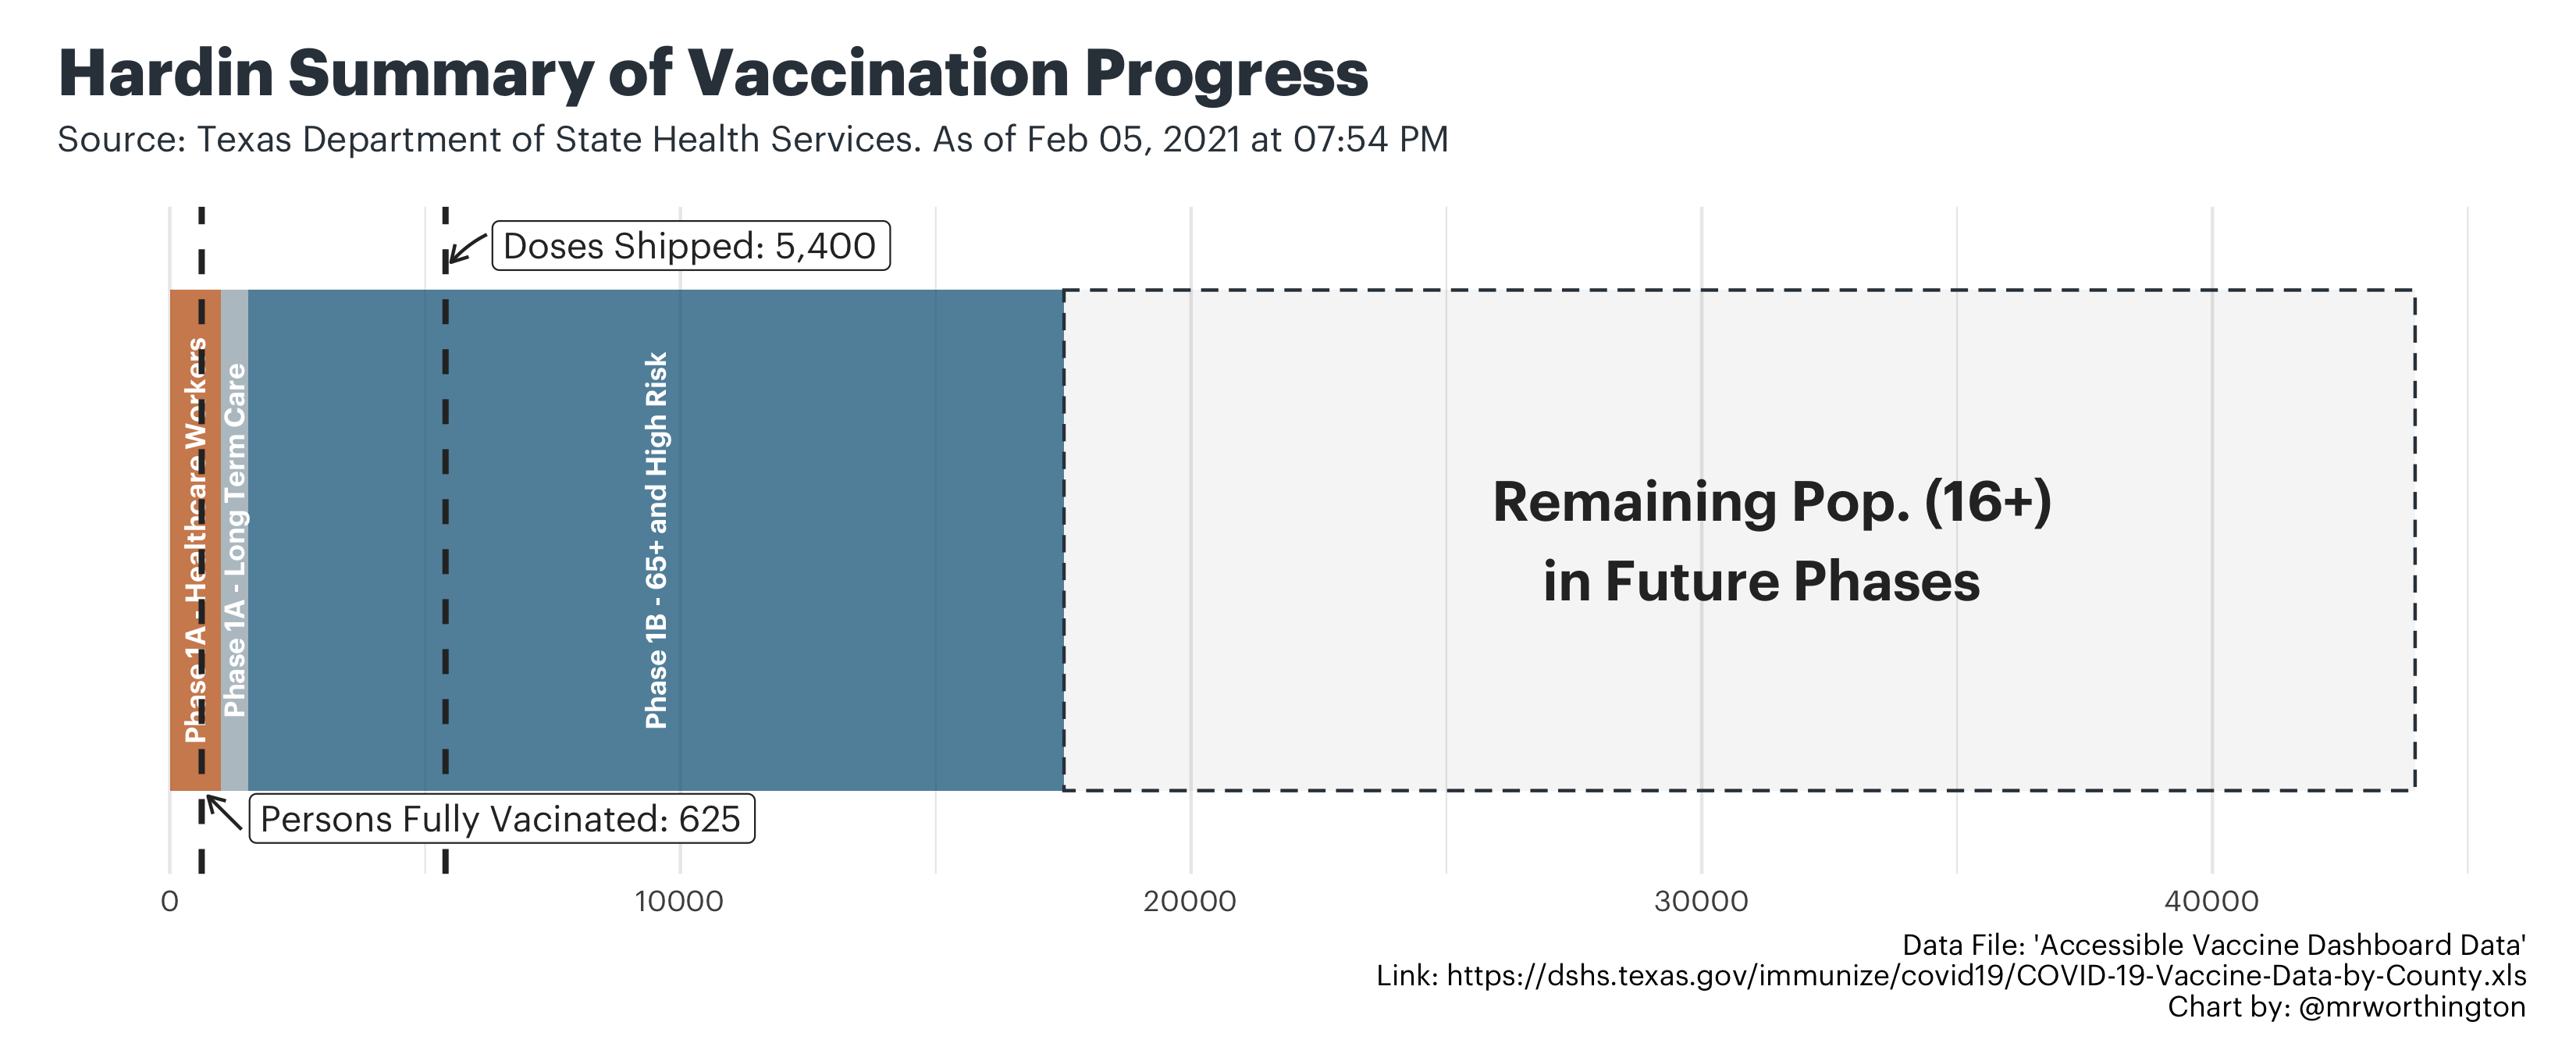 Hardin Summary of Vaccination Progress
Source: Texas Department of State Health Services. As of Feb 05, 2021 at 07:54 PM
Doses Shipped: 5,400
Phase 1A - Healthcare Workers
Phase 1A - Long Term Care
Phase 1B - 65+ and High Risk
Remaining Pop. (16+)
in Future Phases
Persons Fully Vacinated: 625
0
10000
20000
30000
40000
Data File: 'Accessible Vaccine Dashboard Data'
Link: https://dshs.texas.gov/immunize/covid19/COVID-19-Vaccine-Data-by-County.xls
Chart by: @mrworthington